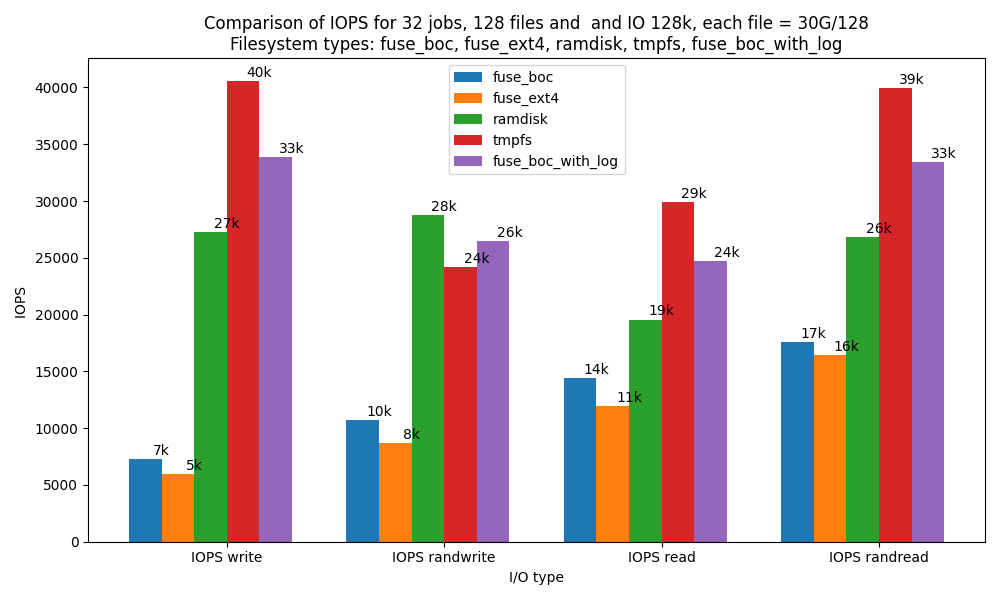 Comparison of IOPS for 32 jobs, 128 files and  and IO 128k, each file = 30G/128
Filesystem types: fuse_boc, fuse_ext4, ramdisk, tmpfs, fuse_boc_with_log
fuse_boc
fuse_ext4
ramdisk
tmpfs
fuse_boc_with_log
IOPS
40000
35000
30000
25000
20000
15000
10000
5000
0
7k
5k
27k
40k
33k
10k
8k
28k
24k
26k
14k
11k
19k
29k
24k
17k
16k
26k
39k
33k
IOPS write
IOPS randwrite
IOPS read
IOPS randread
I/O type